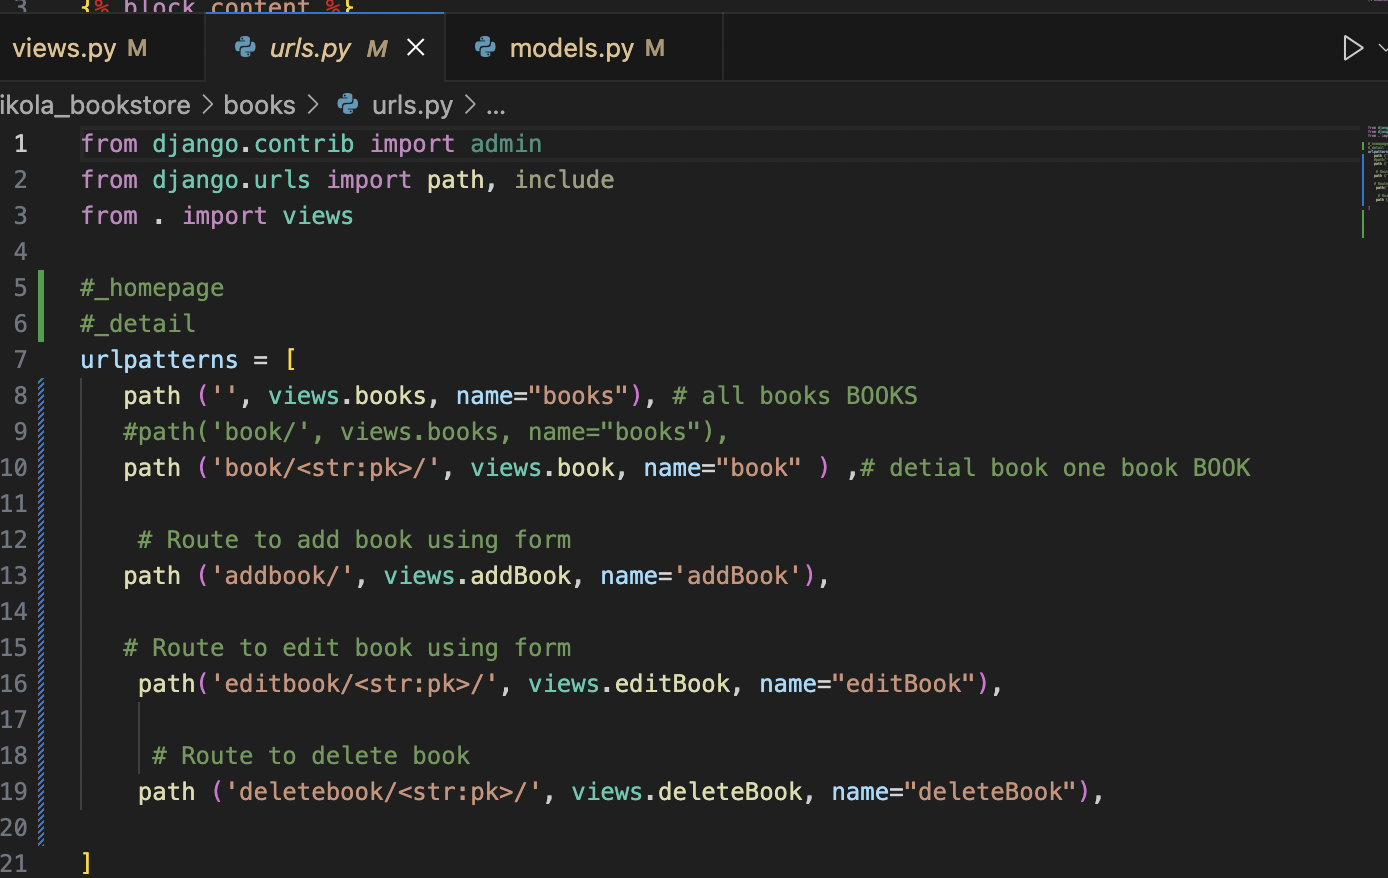 3 {% block content %}
views.py M urls.py M models.py M
ikola_bookstore > books > urls.py > ...
1 from django.contrib import admin
2 from django.urls import path, include
3 from . import views
4
5 #_homepage
6 #_detail
7 urlpatterns = [
8 path ('', views.books, name="books"), # all books BOOKS
9 #path('book/', views.books, name="books"),
10 path ('book/<str:pk>/', views.book, name="book" ) ,# detial book one book BOOK
11
12 # Route to add book using form
13 path ('addbook/', views.addBook, name='addBook'),
14
15 # Route to edit book using form
16 path('editbook/<str:pk>/', views.editBook, name="editBook"),
17
18 # Route to delete book
19 path ('deletebook/<str:pk>/', views.deleteBook, name="deleteBook"),
20
21 ]